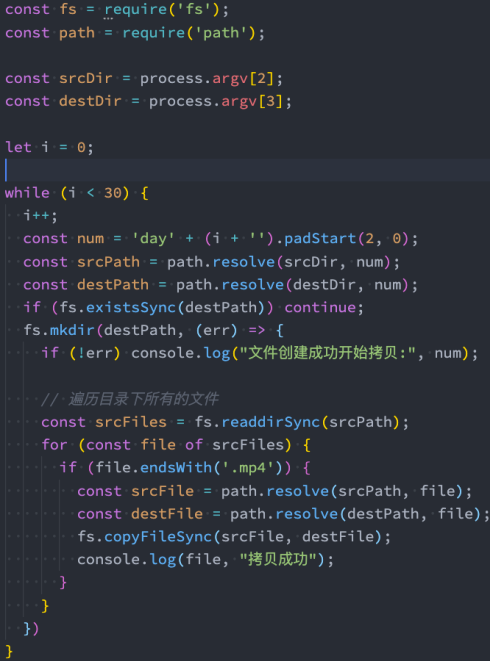 const fs = require('fs');
const path = require('path');

const srcDir = process.argv[2];
const destDir = process.argv[3];

let i = 0;

while (i < 30) {
  i++;
  const num = 'day' + (i + '').padStart(2, 0);
  const srcPath = path.resolve(srcDir, num);
  const destPath = path.resolve(destDir, num);
  if (fs.existsSync(destPath)) continue;
  fs.mkdir(destPath, (err) => {
    if (!err) console.log("文件创建成功开始拷贝:", num);

    // 遍历目录下所有的文件
    const srcFiles = fs.readdirSync(srcPath);
    for (const file of srcFiles) {
      if (file.endsWith('.mp4')) {
        const srcFile = path.resolve(srcPath, file);
        const destFile = path.resolve(destPath, file);
        fs.copyFileSync(srcFile, destFile);
        console.log(file, "拷贝成功");
      }
    }
  })
}